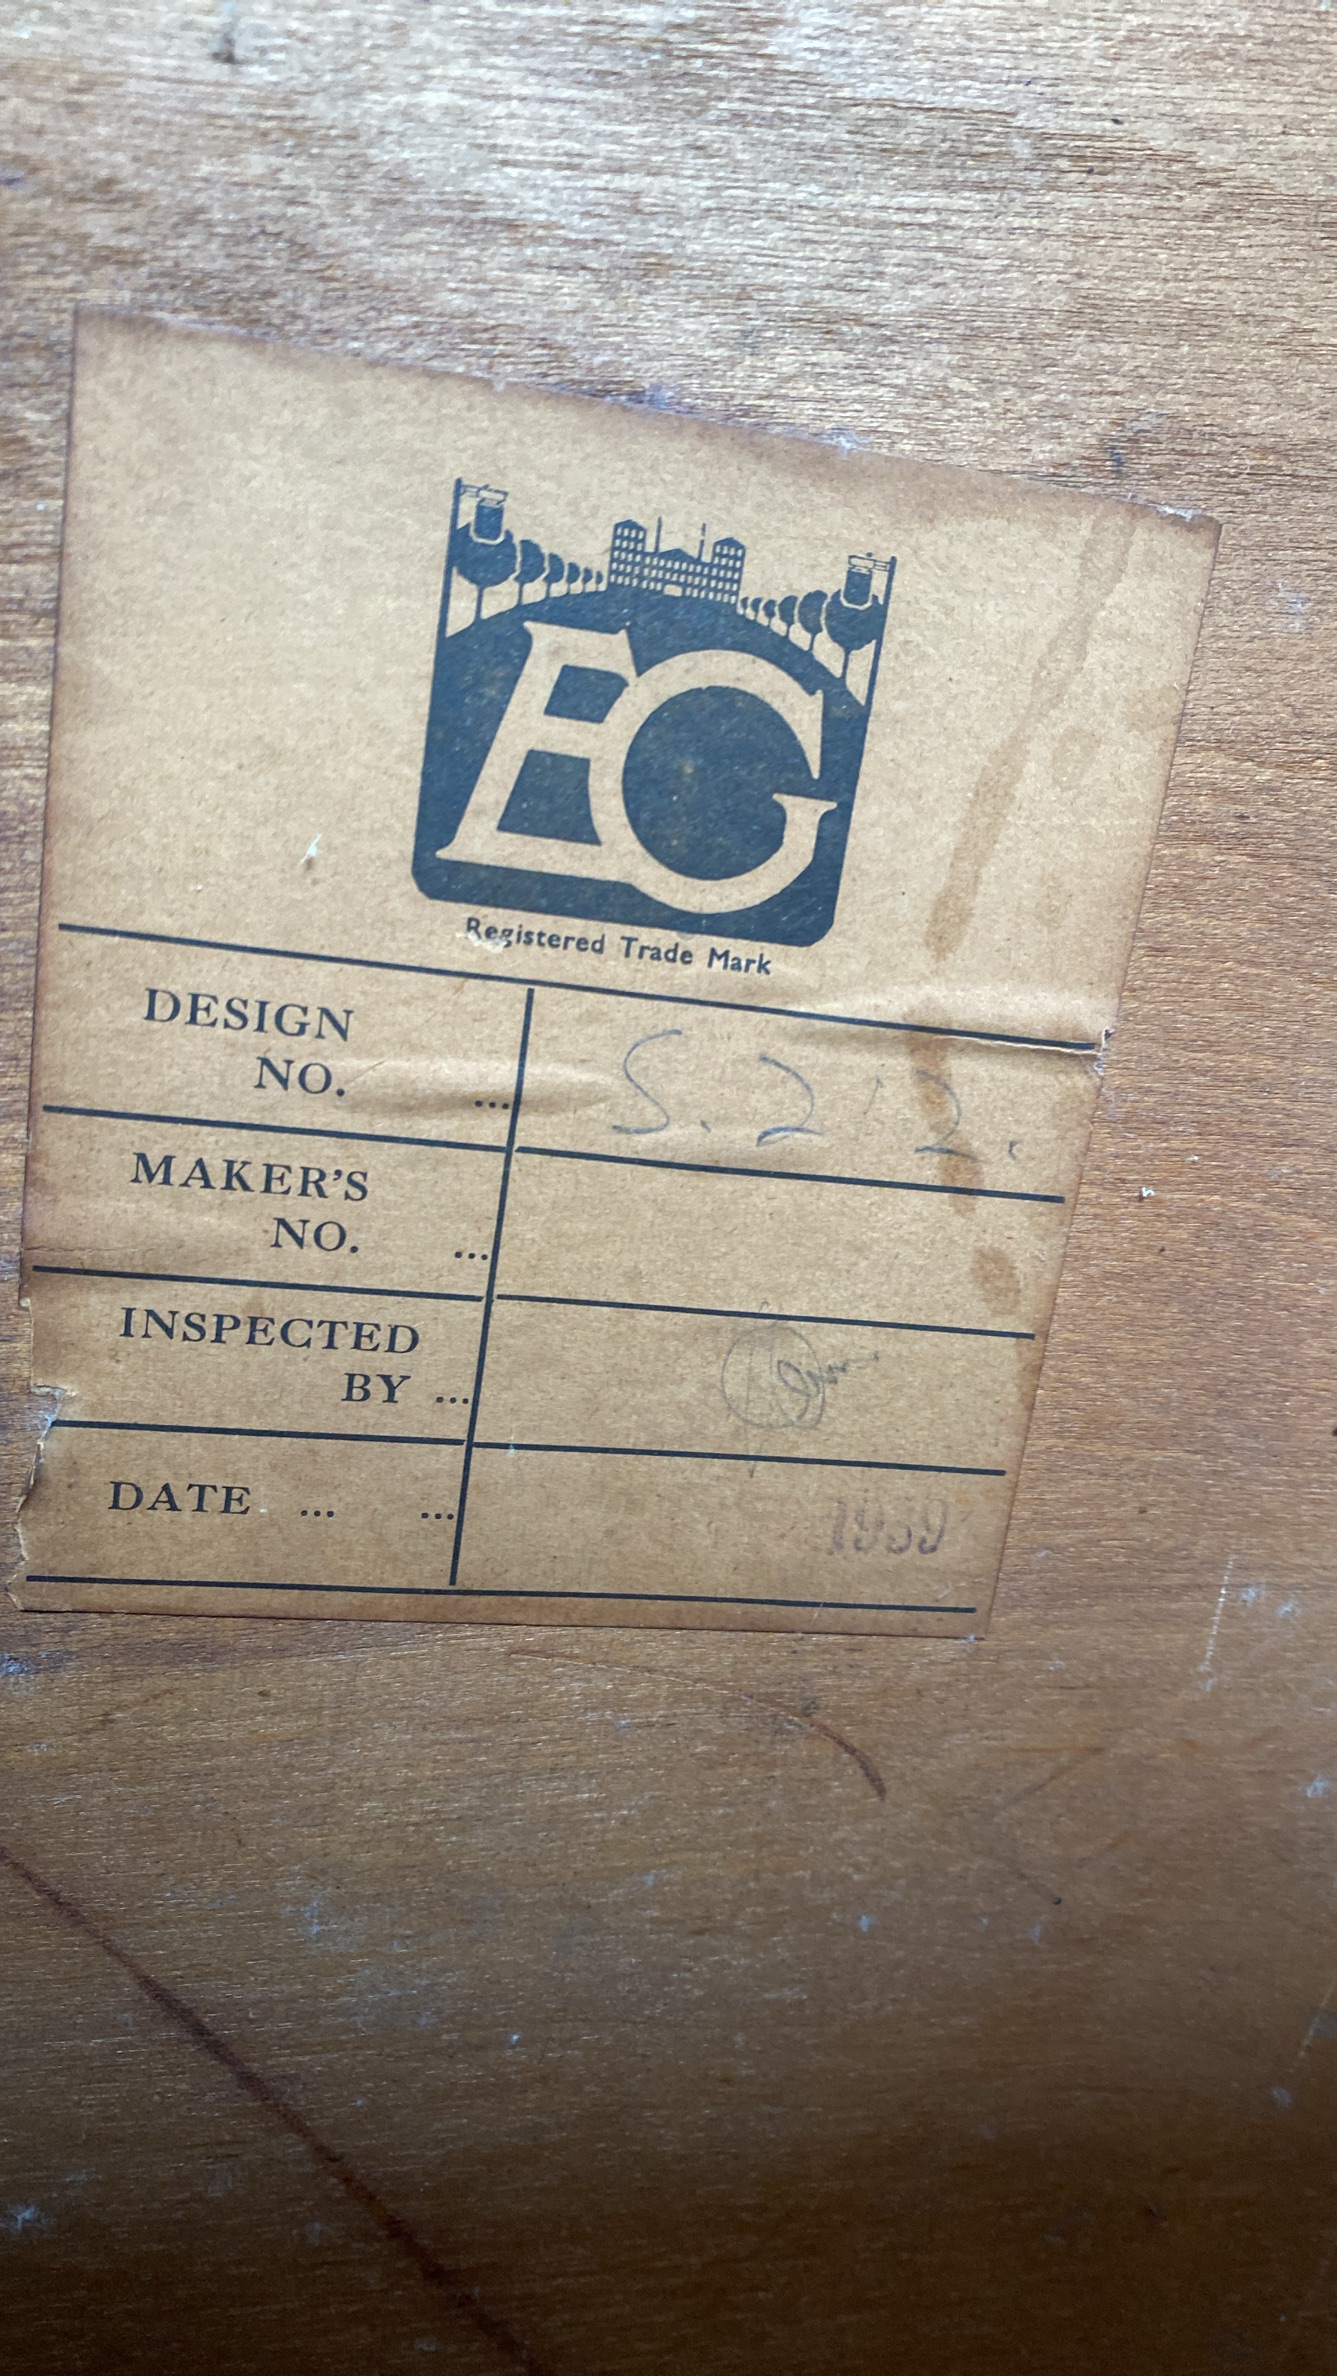 EG
Registered Trade Mark
DESIGN
NO. ... S. 212.
MAKER'S
NO. ...
INSPECTED
BY ...
DATE ... ... 1959